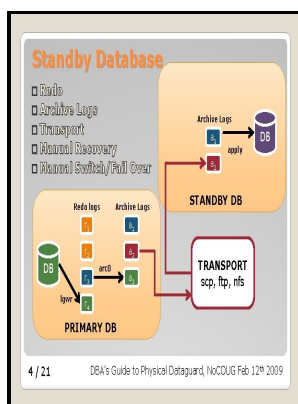 Standby Database
Redo
Archive Logs
Transport
Manual Recovery
Manual Switch/Fail Over
Archive Logs
DB
apply
STANDBY DB
Redo logs
Archive Logs
DB
arc0
lgwr
PRIMARY DB
TRANSPORT
scp, ftp, nfs
4 / 21
DBA's Guide to Physical Dataguard, NoCOUG Feb 12th 2009